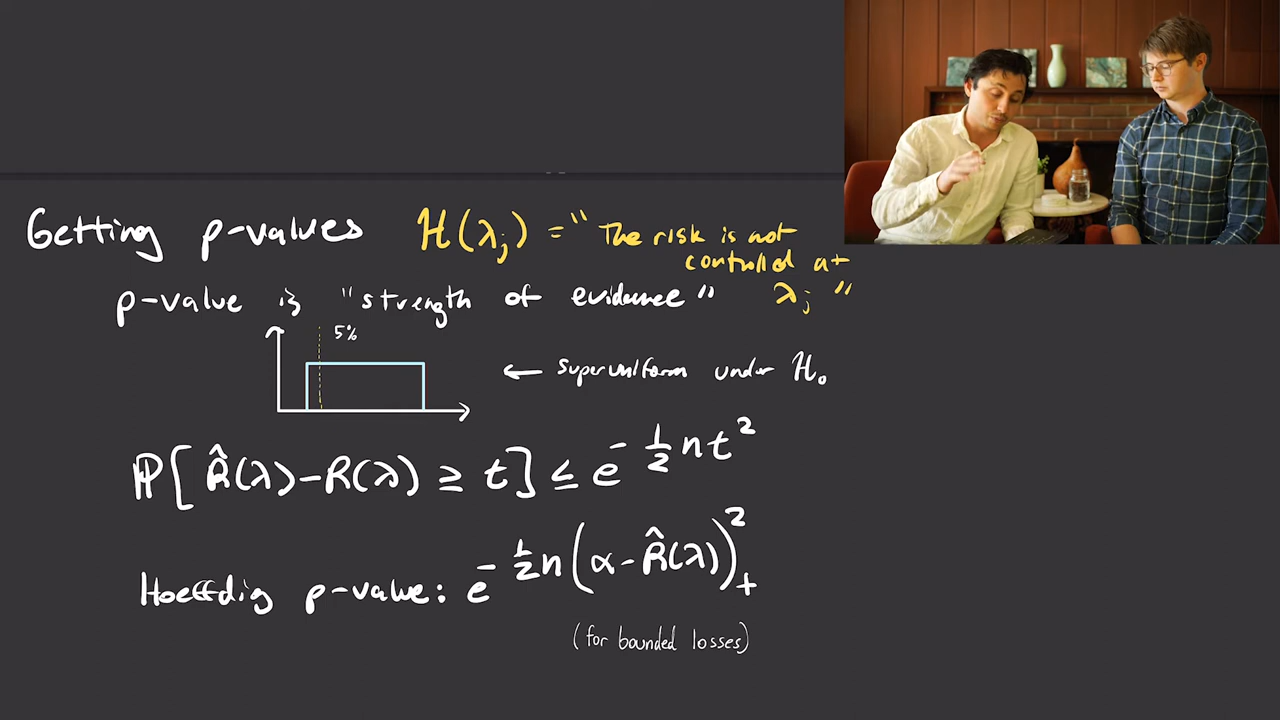 Getting p-values H(λⱼ) = "The risk is not
controlled at
λⱼ "
p-value is "strength of evidence"
5%
← superuniform under H₀
ℙ[R̂(λ)-R(λ) ≥ t] ≤ e^{-½nt²}
Hoeffdig p-value: e^{-½n(α-R̂(λ))₊²}
(for bounded losses)